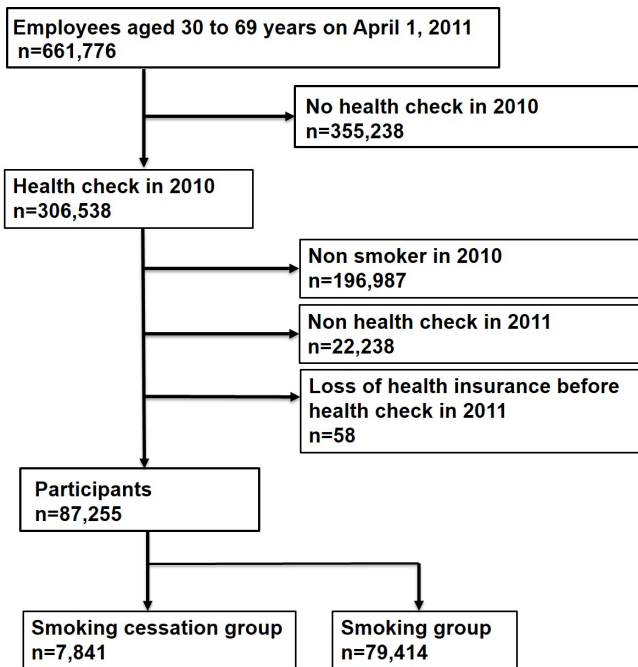 Employees aged 30 to 69 years on April 1, 2011
n=661,776
No health check in 2010
n=355,238
Health check in 2010
n=306,538
Non smoker in 2010
n=196,987
Non health check in 2011
n=22,238
Loss of health insurance before
health check in 2011
n=58
Participants
n=87,255
Smoking cessation group
n=7,841
Smoking group
n=79,414